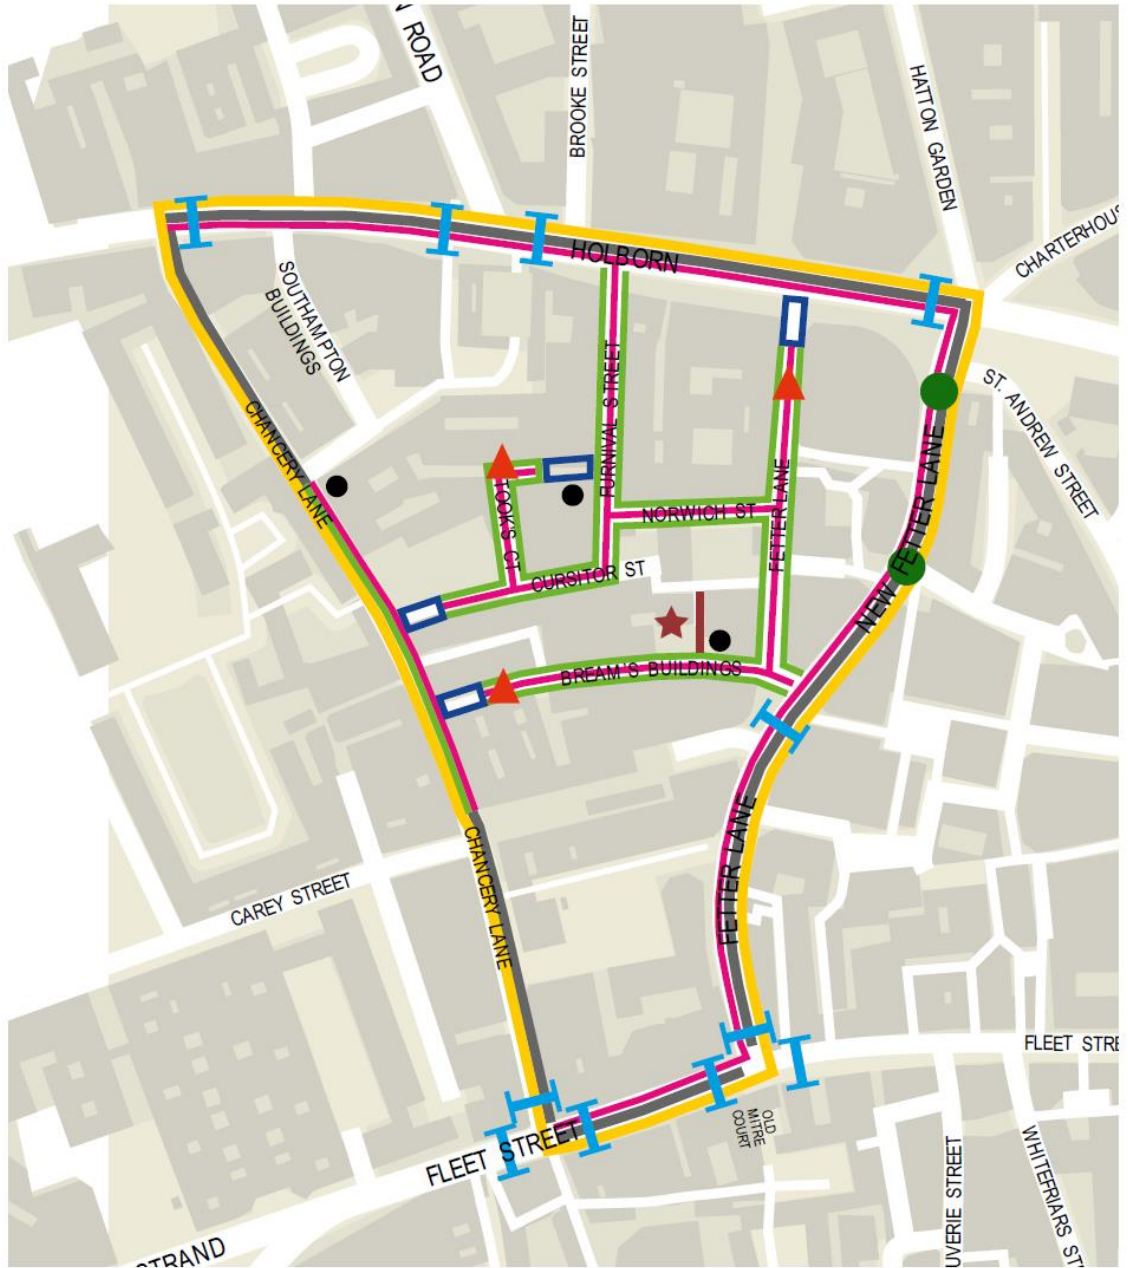 N ROAD
BROOKE STREET
HATTON GARDEN
CHARTERHOUS
HOLBORN
SOUTHAMPTON
BUILDINGS
FURNIVAL STREET
ST. ANDREW STREET
CHANCERY LANE
TOOKS CT
NORWICH ST
FETTER LANE
NEW FETTER LANE
CURSITOR ST
BREAM'S BUILDINGS
FETTER LANE
CHANCERY LANE
CAREY STREET
FLEET STRE
OLD
MITRE
COURT
FLEET STREET
UVERIE STREET
WHITEFRIARS ST
STRAND